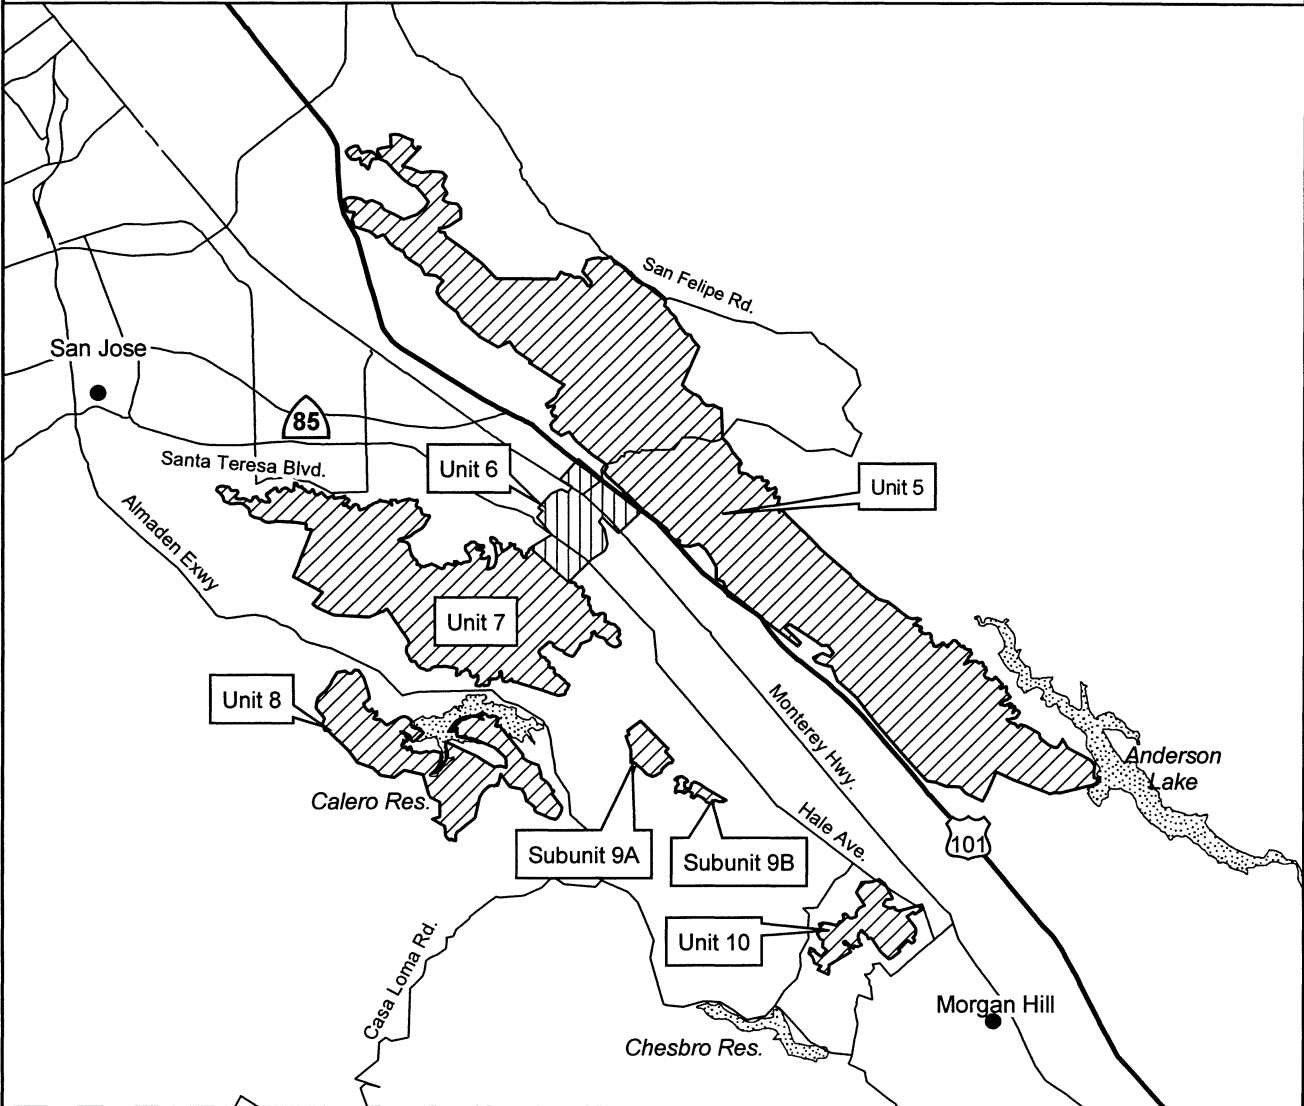 San Felipe Rd.
San Jose
85
Unit 6
Santa Teresa Blvd.
Unit 5
Almaden Exwy
Unit 7
Unit 8
Monterey Hwy.
Anderson
Lake
Calero Res.
Hale Ave.
101
Subunit 9A
Subunit 9B
Unit 10
Casa Loma Rd.
Morgan Hill
Chesbro Res.